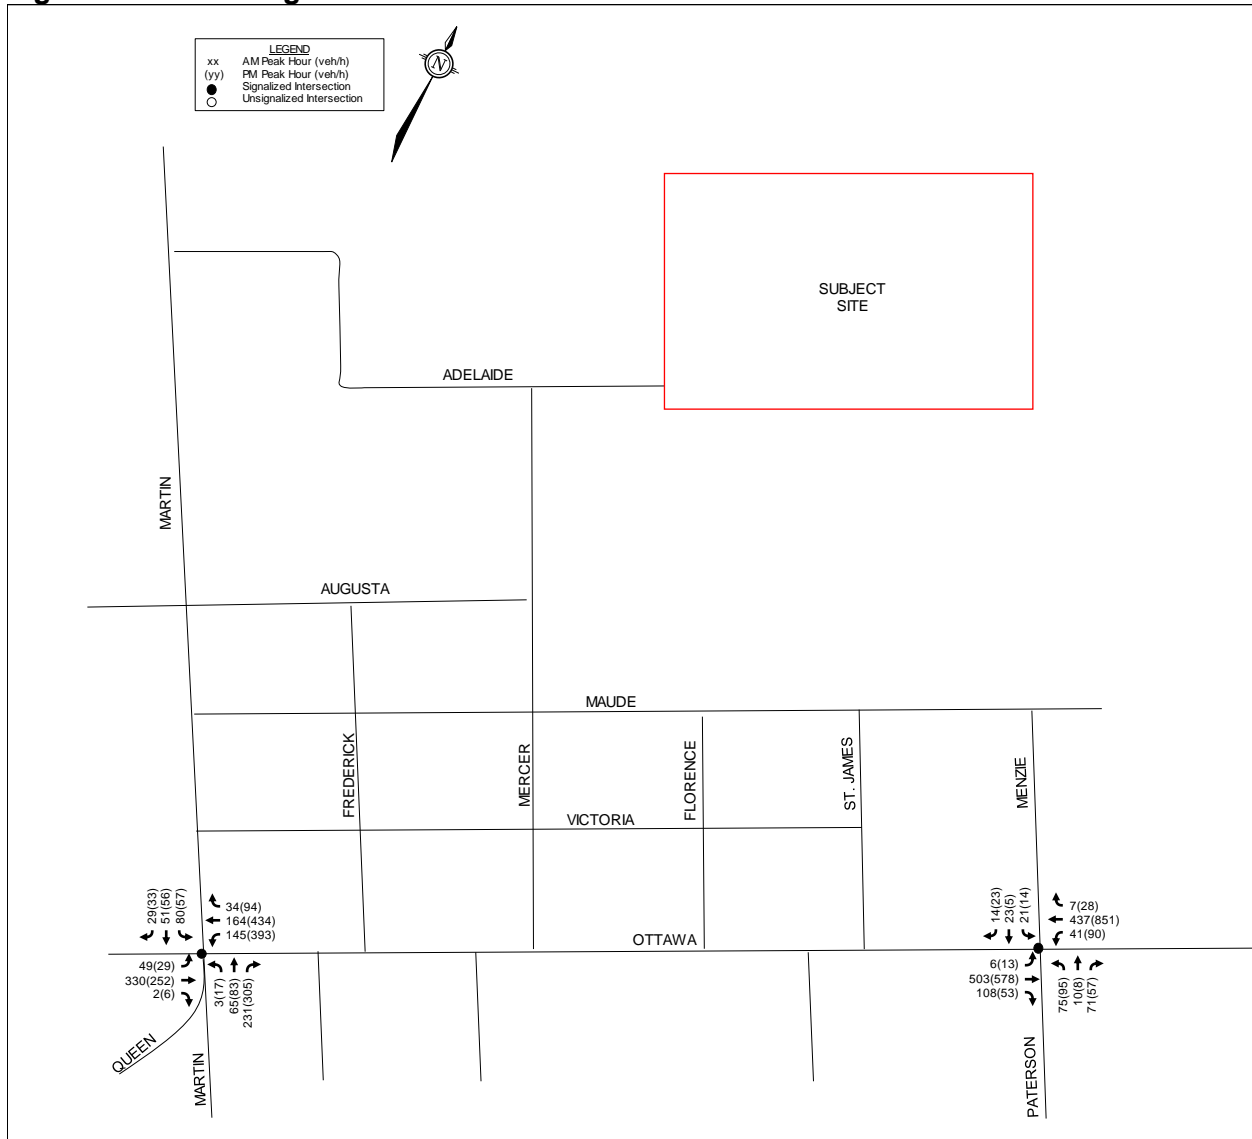 LEGEND
xx AM Peak Hour (veh/h)
(yy) PM Peak Hour (veh/h)
Signalized Intersection
Unsignalized Intersection
N
SUBJECT
SITE
ADELAIDE
MARTIN
AUGUSTA
MAUDE
FREDERICK
MERCER
FLORENCE
ST. JAMES
MENZIE
VICTORIA
29(33)
51(56)
80(57)
34(94)
164(434)
145(393)
OTTAWA
14(23)
23(5)
21(14)
7(28)
437(851)
41(90)
49(29)
330(252)
2(6)
3(17)
65(83)
231(305)
6(13)
503(578)
108(53)
75(95)
10(8)
71(57)
QUEEN
MARTIN
PATERSON